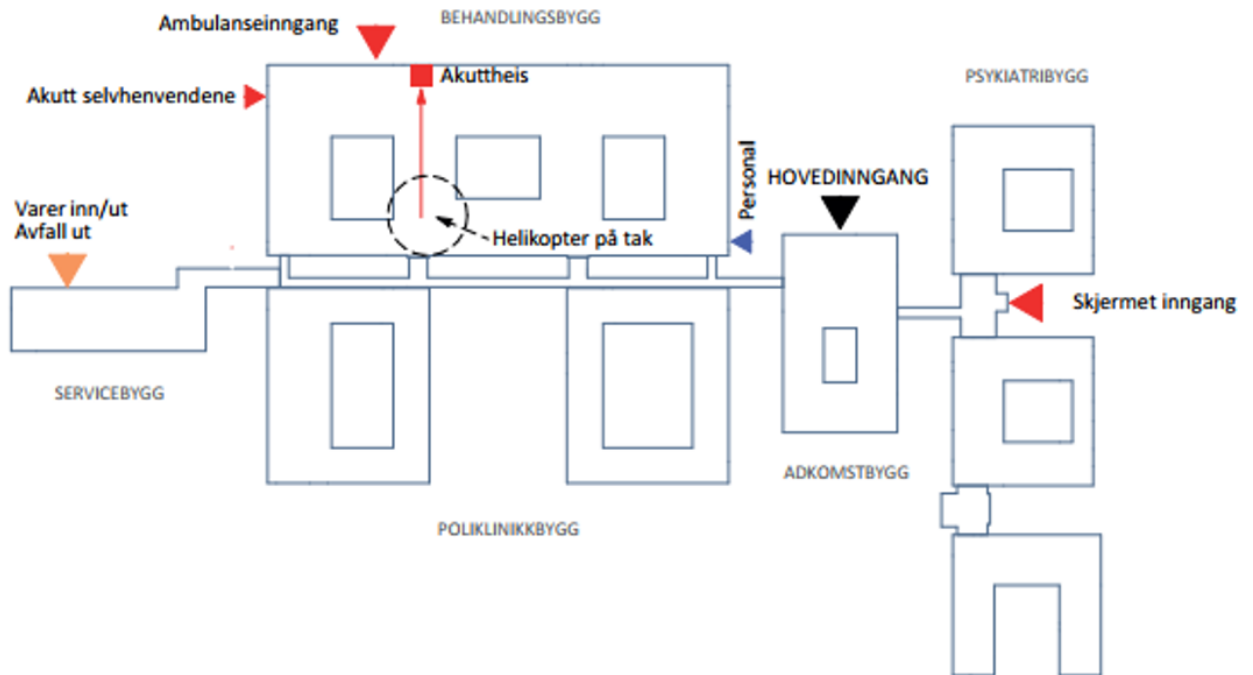 BEHANDLINGSBYGG
Ambulanseinngang
Akuttheis
PSYKIATRIBYGG
Akutt selvhenvendene
Personal
HOVEDINNGANG
Varer inn/ut
Avfall ut
Helikopter på tak
Skjermet inngang
SERVICEBYGG
ADKOMSTBYGG
POLIKLINIKKBYGG